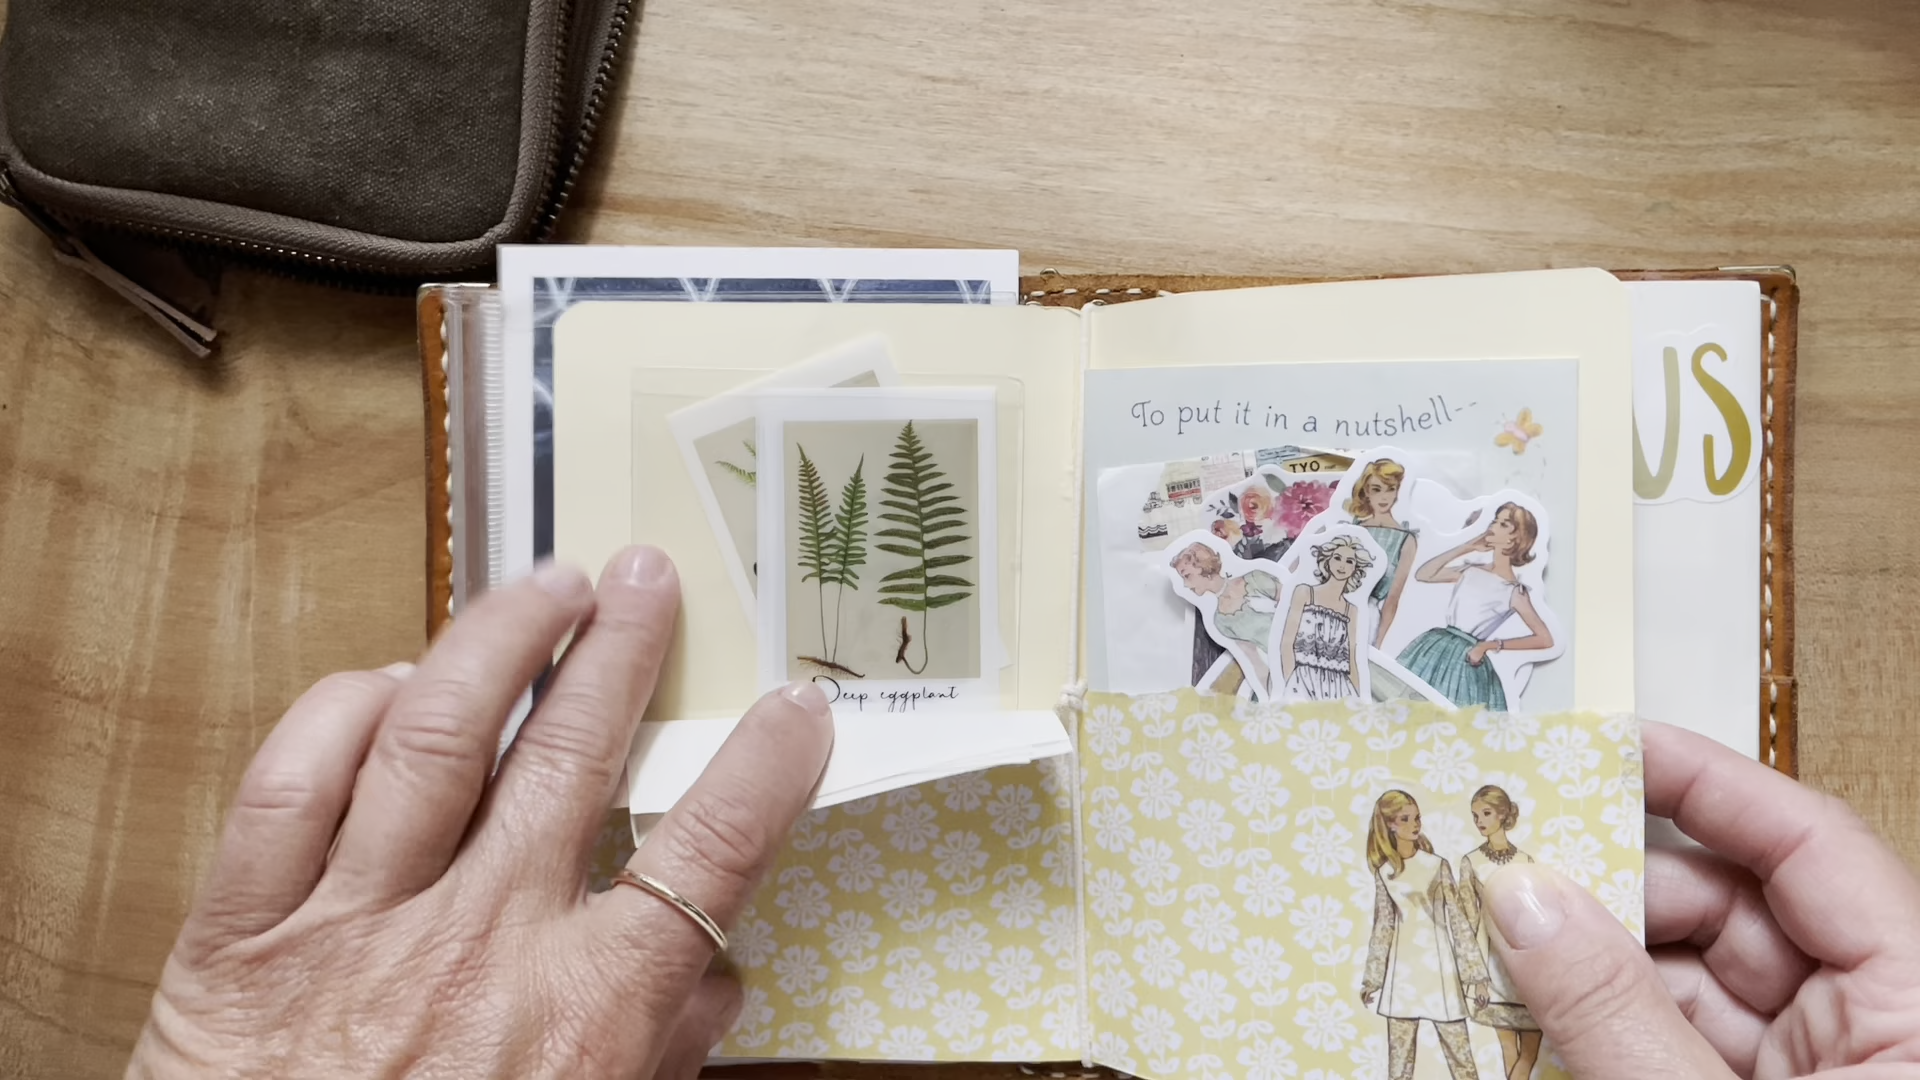 To put it in a nutshell--
TYO
US
Deep eggplant